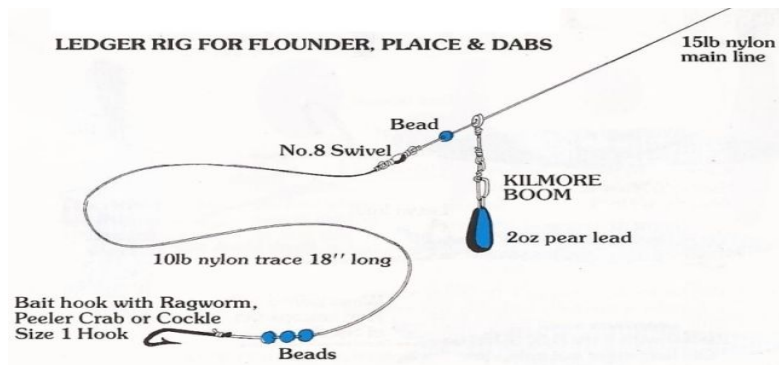 LEDGER RIG FOR FLOUNDER, PLAICE & DABS
15lb nylon
main line
Bead
No.8 Swivel
KILMORE
BOOM
2oz pear lead
10lb nylon trace 18″ long
Bait hook with Ragworm,
Peeler Crab or Cockle
Size 1 Hook
Beads